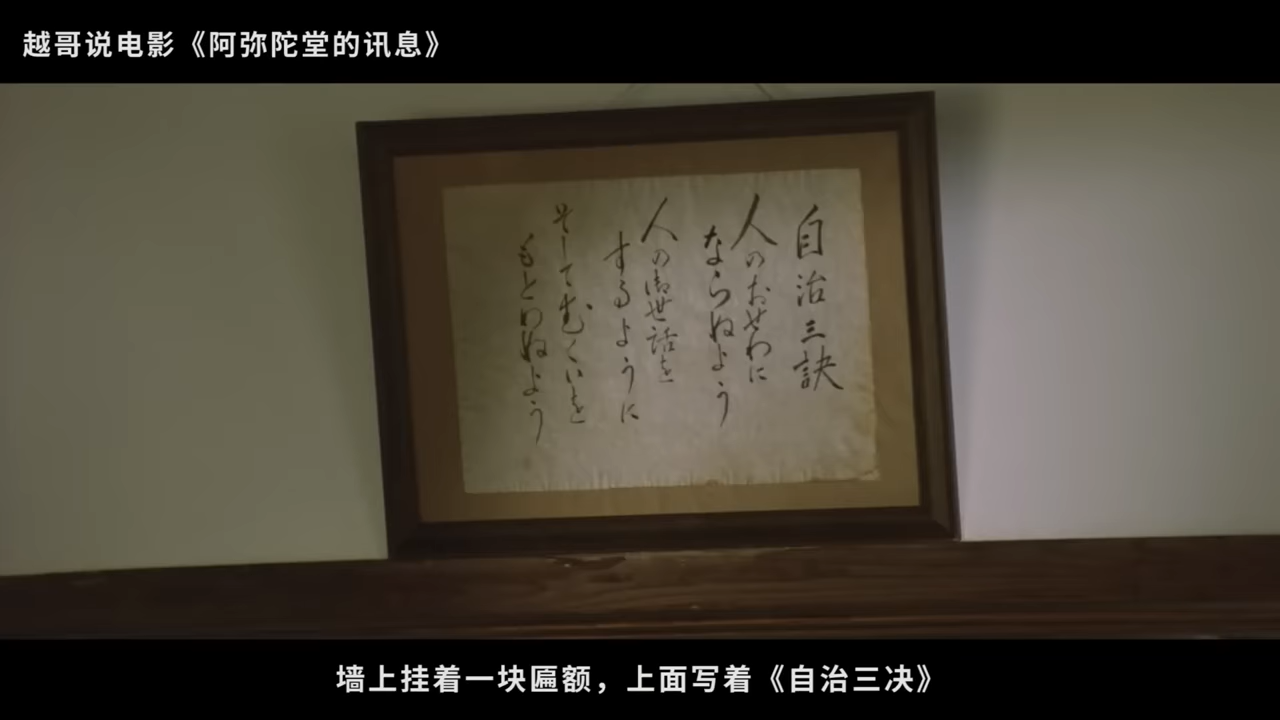 越哥说电影《阿弥陀堂的讯息》
自治三訣
人のおせわに
ならぬよう
人の御世話を
するように
そしてむくいを
もとめぬよう
墙上挂着一块匾额，上面写着《自治三决》